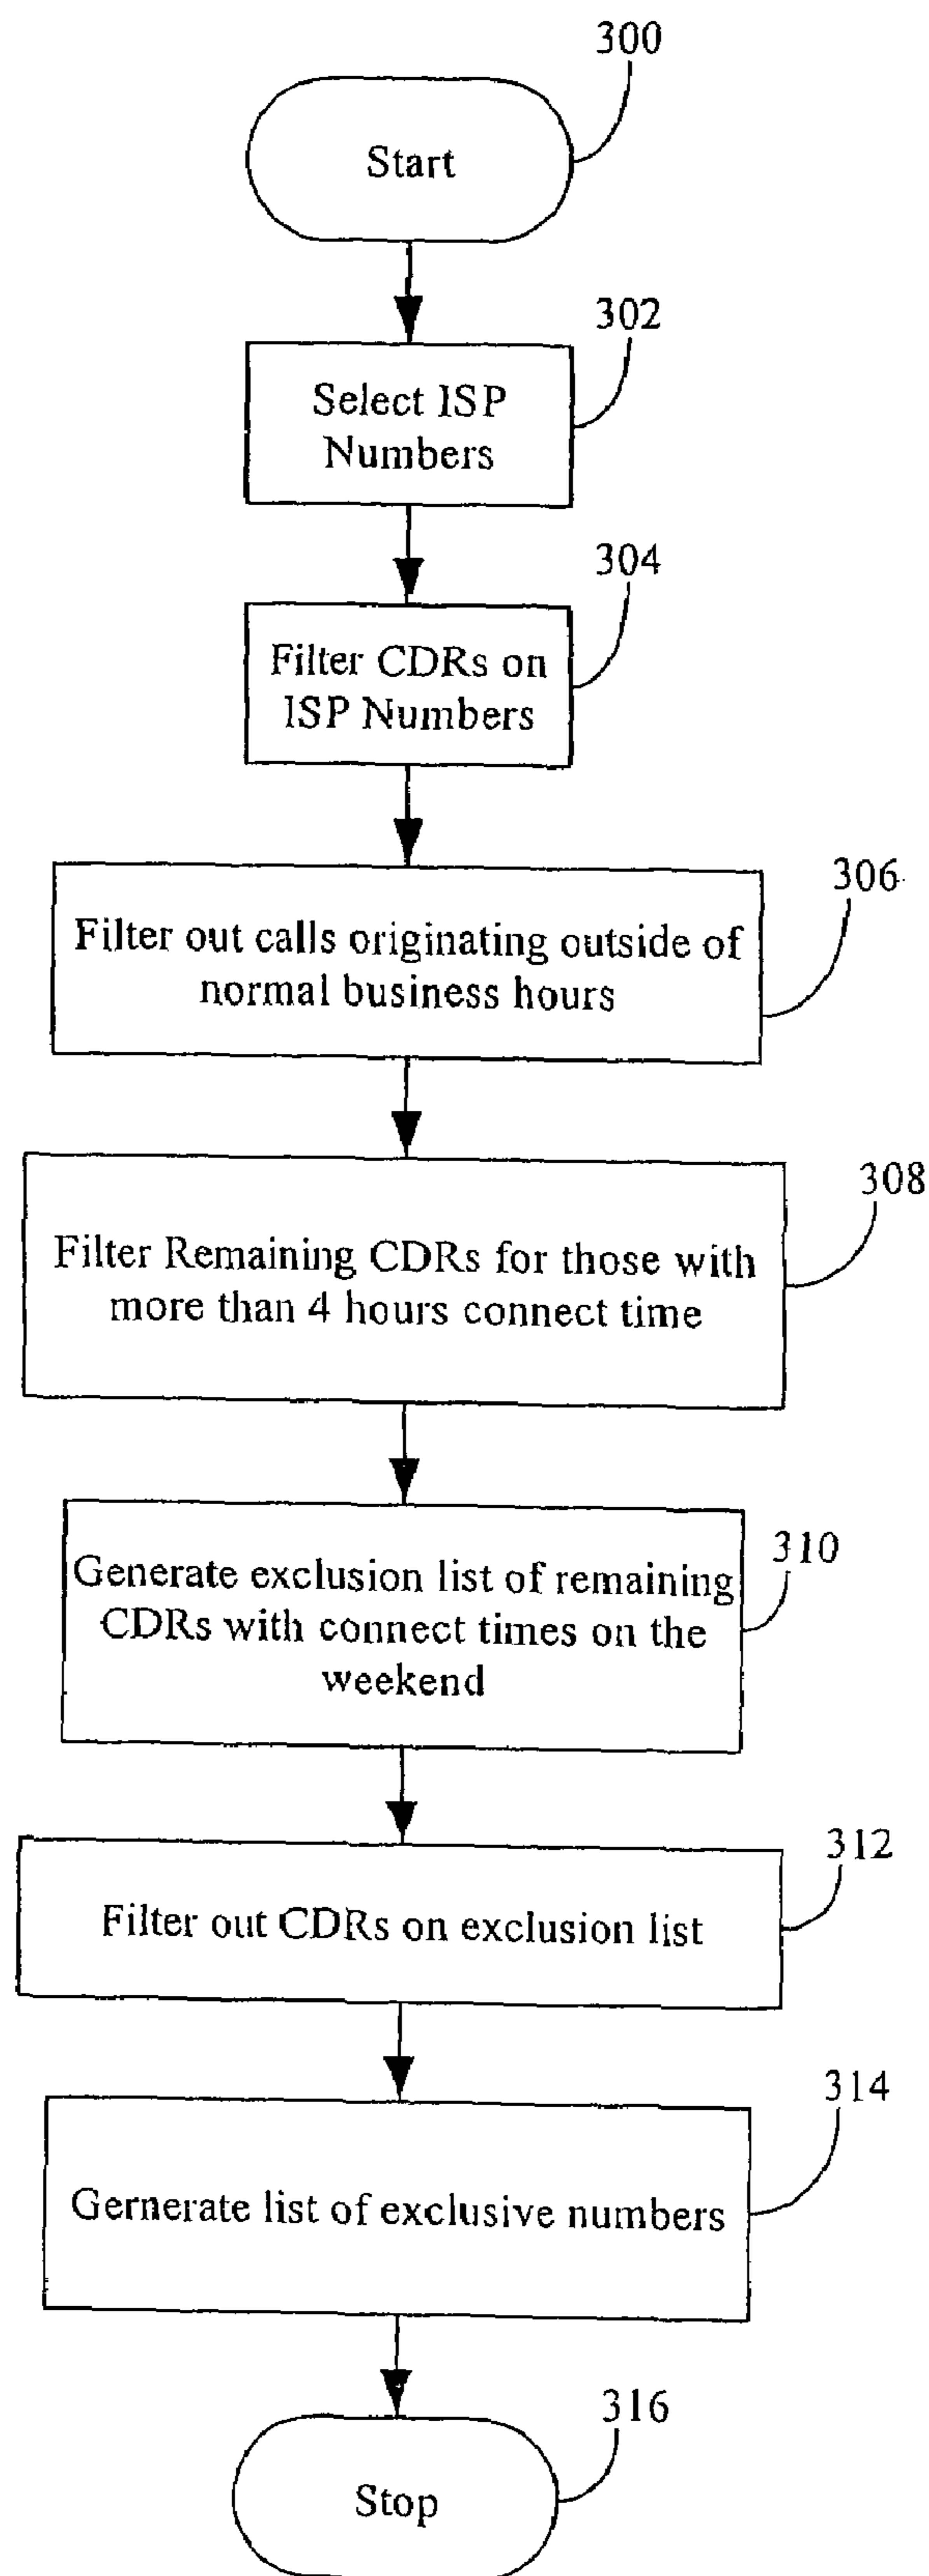 300
Start
302
Select ISP
Numbers
304
Filter CDRs on
ISP Numbers
306
Filter out calls originating outside of
normal business hours
308
Filter Remaining CDRs for those with
more than 4 hours connect time
310
Generate exclusion list of remaining
CDRs with connect times on the
weekend
312
Filter out CDRs on exclusion list
314
Gernerate list of exclusive numbers
316
Stop